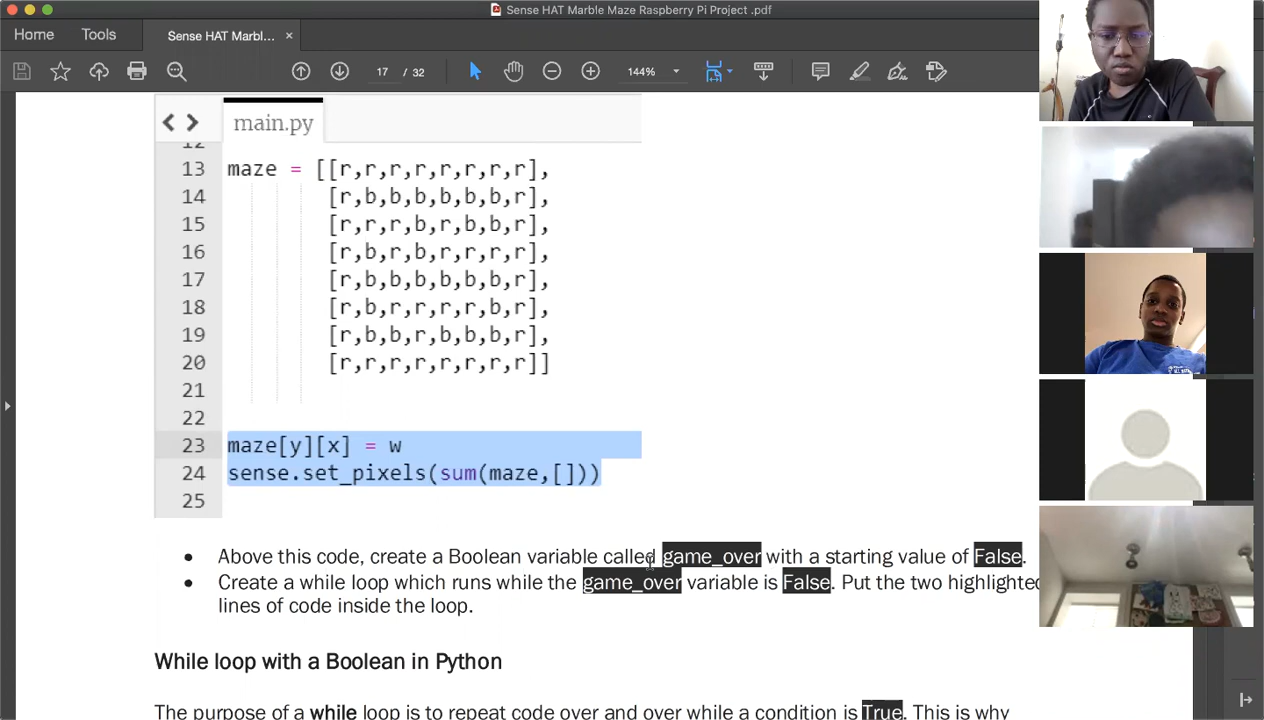 Sense HAT Marble Maze Raspberry Pi Project .pdf
Home Tools Sense HAT Marbl... ×
17 / 32 144%
main.py
13 maze = [[r,r,r,r,r,r,r,r],
14 [r,b,b,b,b,b,b,r],
15 [r,r,r,b,r,b,b,r],
16 [r,b,r,b,r,r,r,r],
17 [r,b,b,b,b,b,b,r],
18 [r,b,r,r,r,r,b,r],
19 [r,b,b,r,b,b,b,r],
20 [r,r,r,r,r,r,r,r]]
21
22
23 maze[y][x] = w
24 sense.set_pixels(sum(maze,[]))
25
• Above this code, create a Boolean variable called game_over with a starting value of False.
• Create a while loop which runs while the game_over variable is False. Put the two highlighted
lines of code inside the loop.
While loop with a Boolean in Python
The purpose of a while loop is to repeat code over and over while a condition is True. This is why